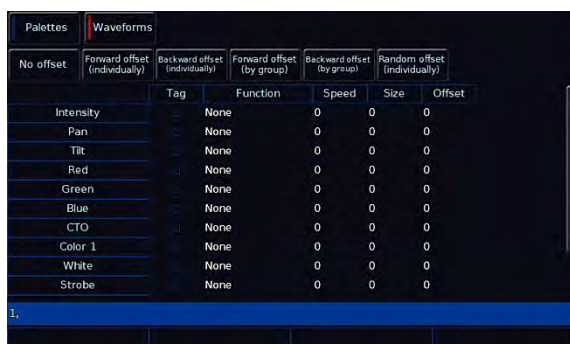 Palettes Waveforms
No offset Forward offset (individually) Backward offset (individually) Forward offset (by group) Backward offset (by group) Random offset (individually)
Tag Function Speed Size Offset
Intensity None 0 0 0
Pan None 0 0 0
Tilt None 0 0 0
Red None 0 0 0
Green None 0 0 0
Blue None 0 0 0
CTO None 0 0 0
Color 1 None 0 0 0
White None 0 0 0
Strobe None 0 0 0
1,